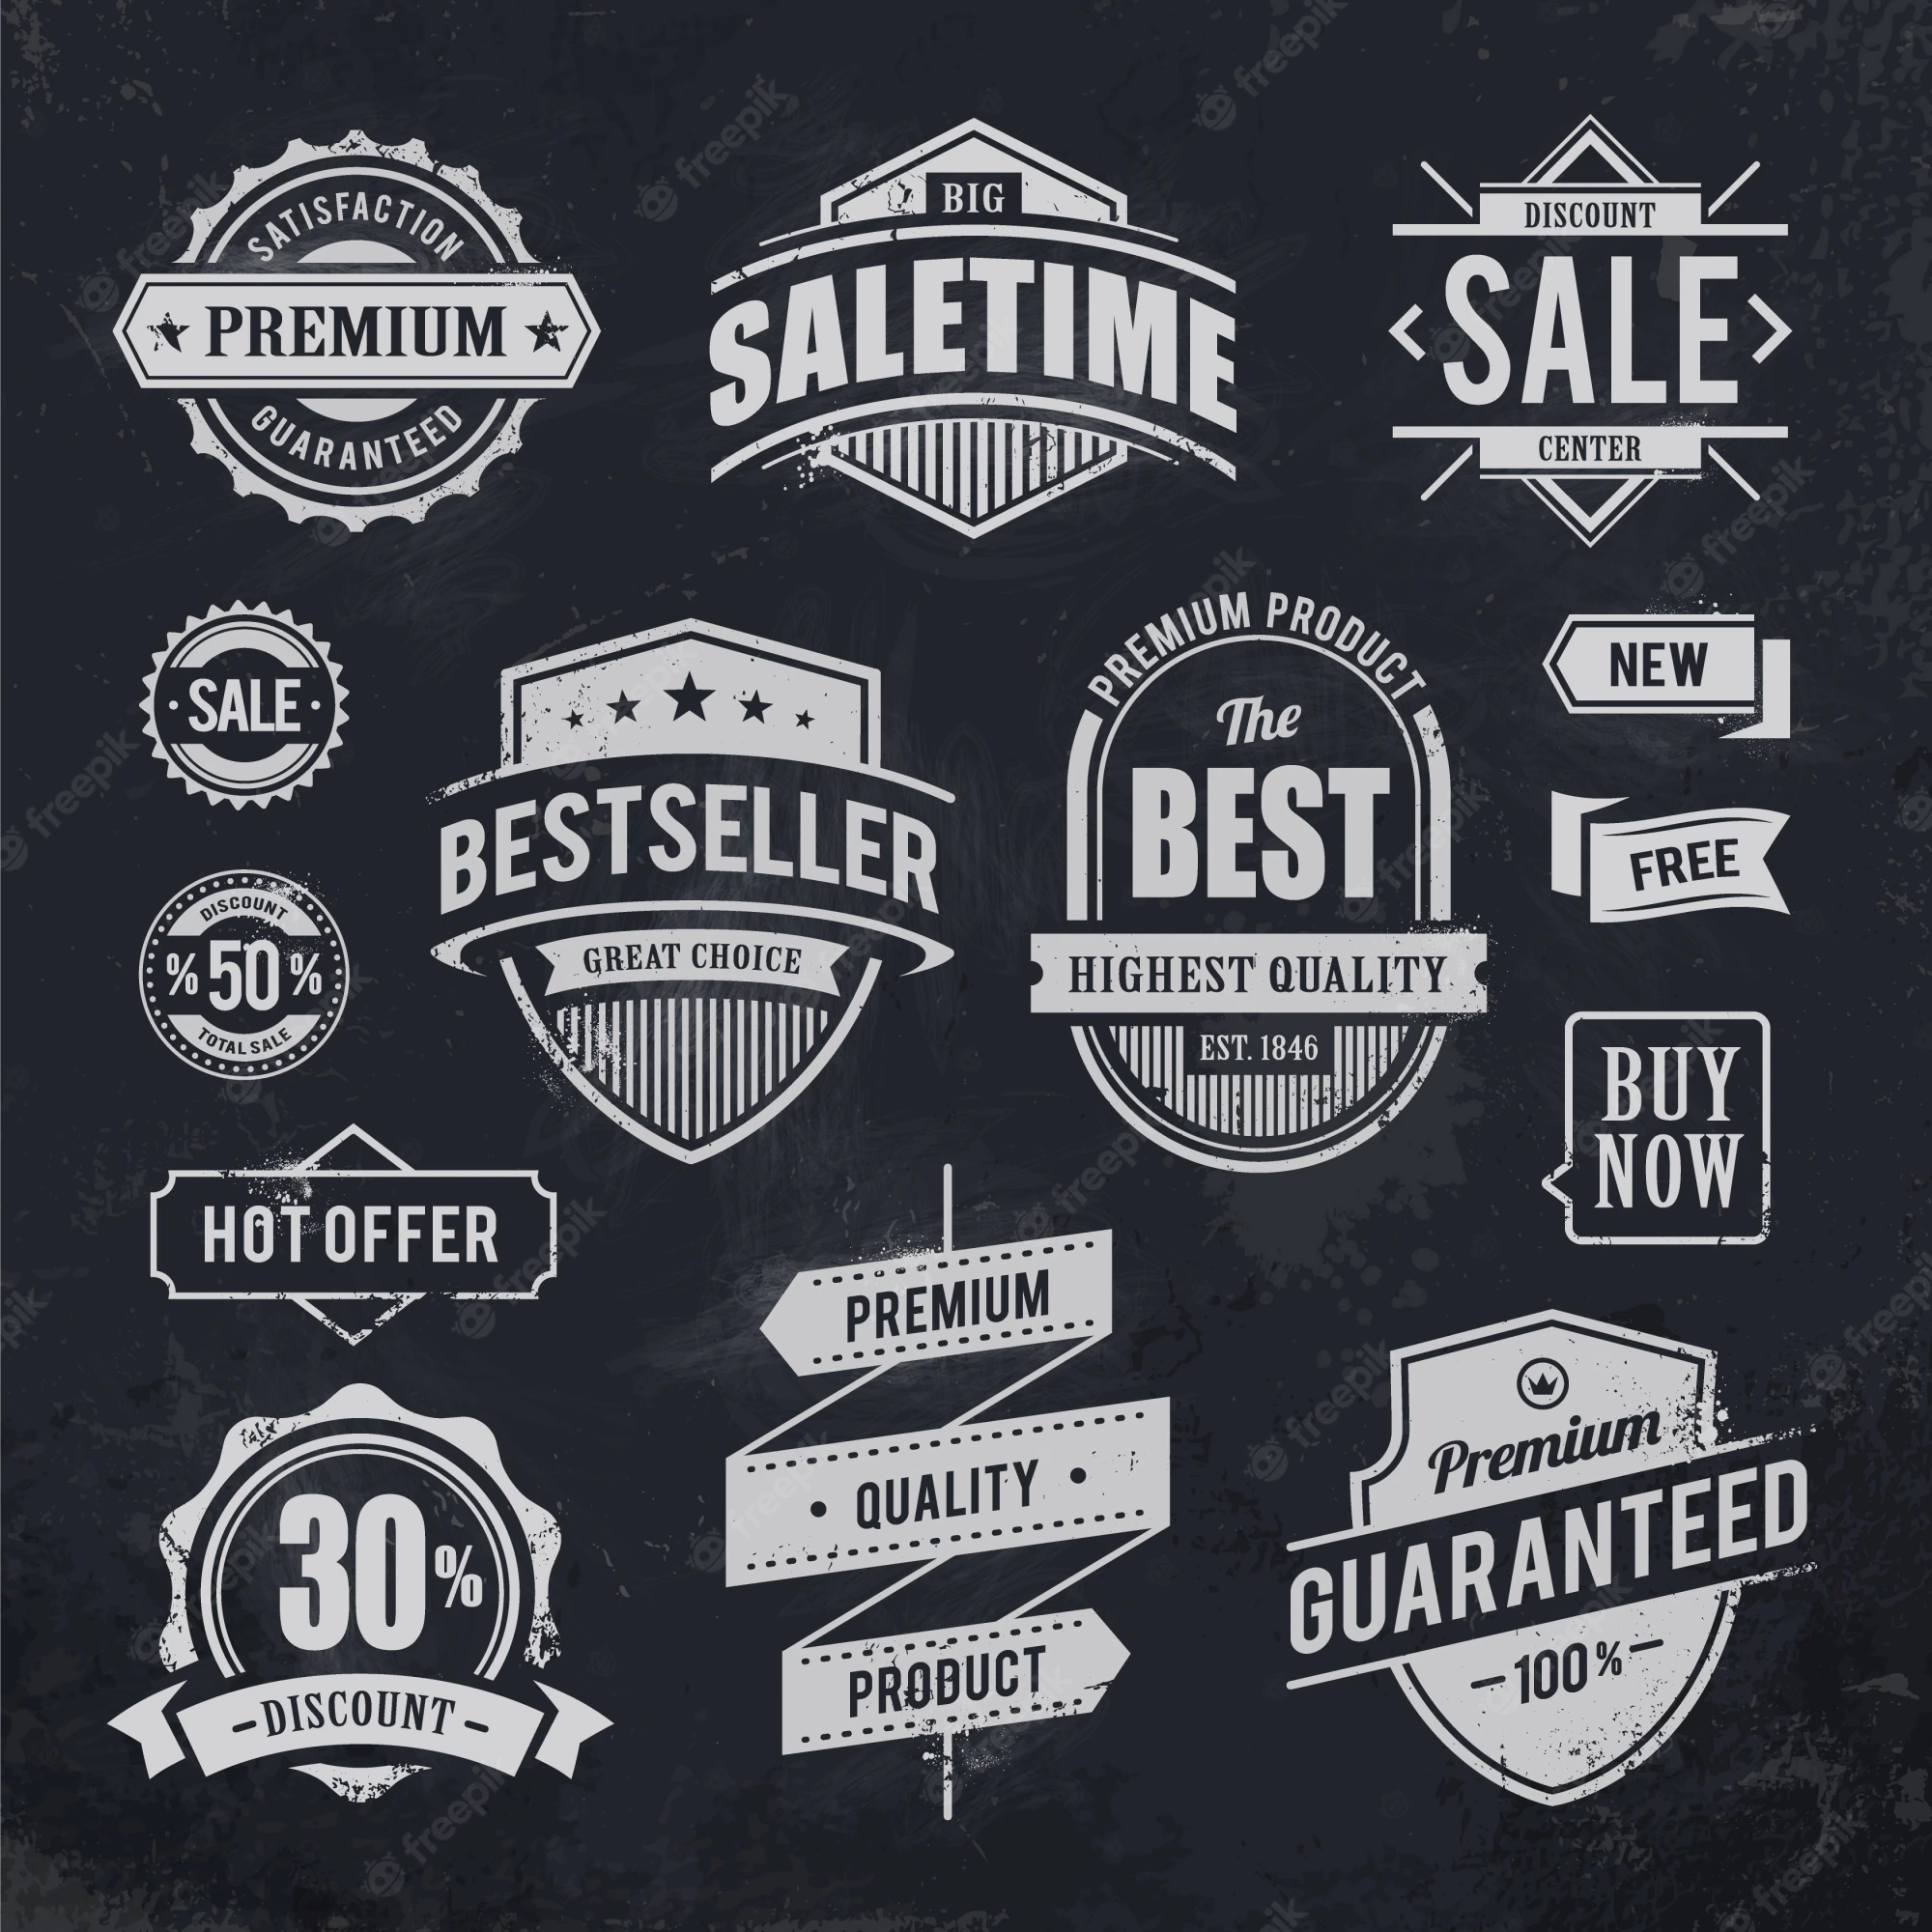 SATISFACTION
PREMIUM
GUARANTEED
BIG
SALETIME
DISCOUNT
SALE
CENTER
SALE
BESTSELLER
GREAT CHOICE
PREMIUM PRODUCT
The
BEST
HIGHEST QUALITY
EST. 1846
NEW
FREE
DISCOUNT
% 50 %
TOTAL SALE
BUY
NOW
HOT OFFER
PREMIUM
QUALITY
PRODUCT
30%
- DISCOUNT -
Premium
GUARANTEED
- 100% -
freepik